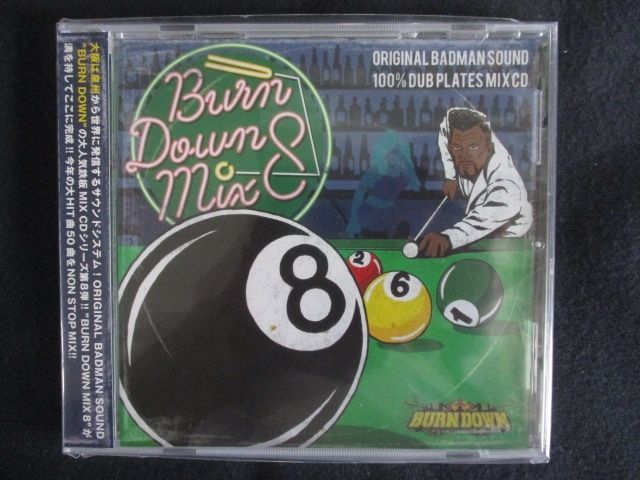 大阪は泉州から世界に発信するサウンドシステム！ORIGINAL BADMAN SOUND
"BURN DOWN"の大人気鉄板MIX CDシリーズ第8弾!!"BURN DOWN MIX 8"が
満を持してここに完成!!今年の大HIT曲50曲をNON STOP MIX!!
Burn
Down
Mix 8
ORIGINAL BADMAN SOUND
100% DUB PLATES MIX CD
8
2
6
1
BURN DOWN